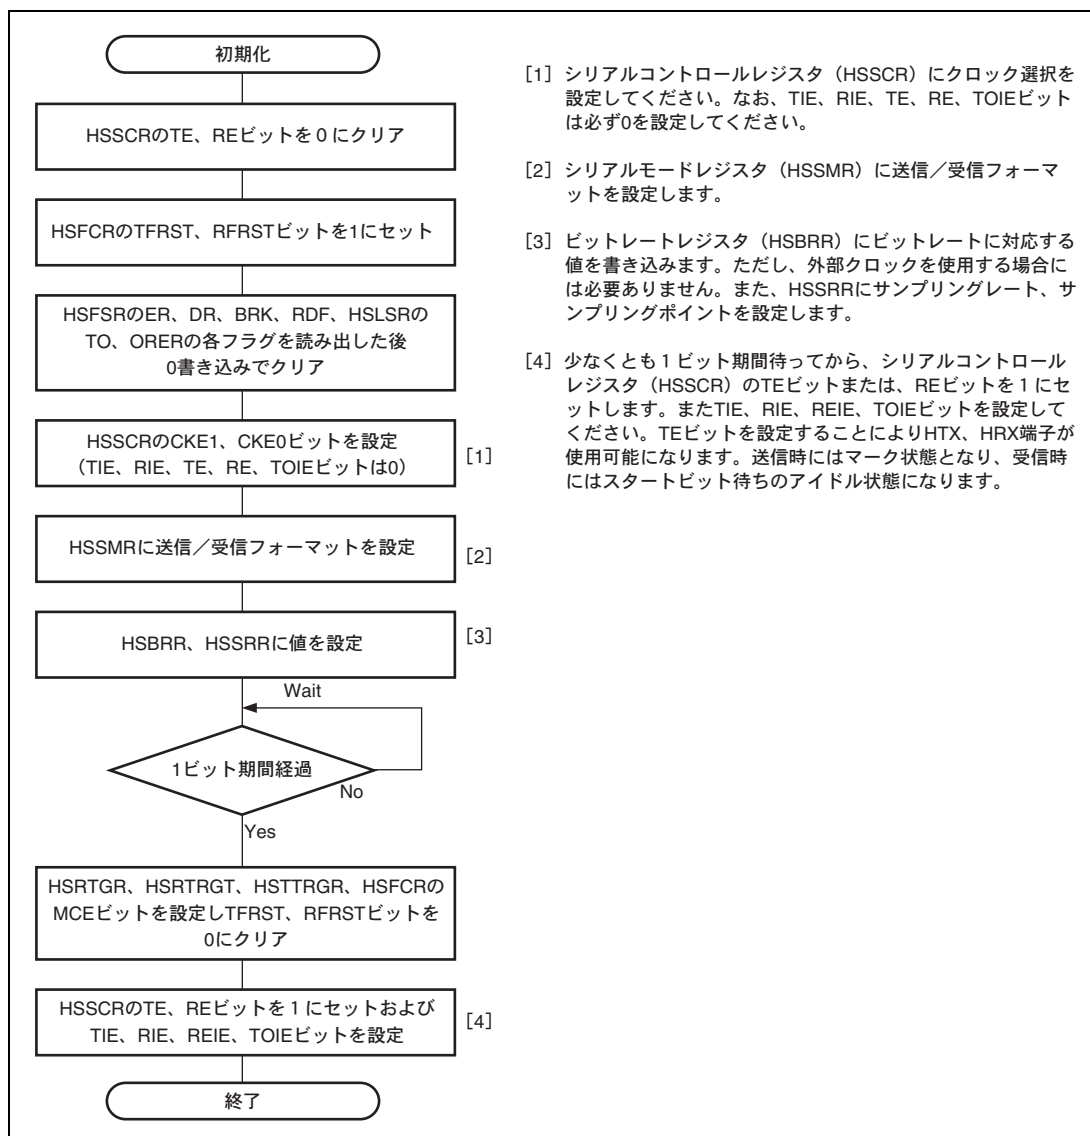 初期化
HSSCRのTE、REビットを0にクリア
HSFCRのTFRST、RFRSTビットを1にセット
HSFSRのER、DR、BRK、RDF、HSLSRの
TO、ORERの各フラグを読み出した後
0書き込みでクリア
HSSCRのCKE1、CKE0ビットを設定
（TIE、RIE、TE、RE、TOIEビットは0）
[1]
HSSMRに送信／受信フォーマットを設定
[2]
HSBRR、HSSRRに値を設定
[3]
Wait
1ビット期間経過
No
Yes
HSRTGR、HSRTRGT、HSTTRGR、HSFCRの
MCEビットを設定しTFRST、RFRSTビットを
0にクリア
HSSCRのTE、REビットを1にセットおよび
TIE、RIE、REIE、TOIEビットを設定
[4]
終了
[1] シリアルコントロールレジスタ（HSSCR）にクロック選択を
設定してください。なお、TIE、RIE、TE、RE、TOIEビット
は必ず0を設定してください。
[2] シリアルモードレジスタ（HSSMR）に送信／受信フォーマ
ットを設定します。
[3] ビットレートレジスタ（HSBRR）にビットレートに対応する
値を書き込みます。ただし、外部クロックを使用する場合に
は必要ありません。また、HSSRRにサンプリングレート、サ
ンプリングポイントを設定します。
[4] 少なくとも1ビット期間待ってから、シリアルコントロール
レジスタ（HSSCR）のTEビットまたは、REビットを1にセ
ットします。またTIE、RIE、REIE、TOIEビットを設定して
ください。TEビットを設定することによりHTX、HRX端子が
使用可能になります。送信時にはマーク状態となり、受信時
にはスタートビット待ちのアイドル状態になります。